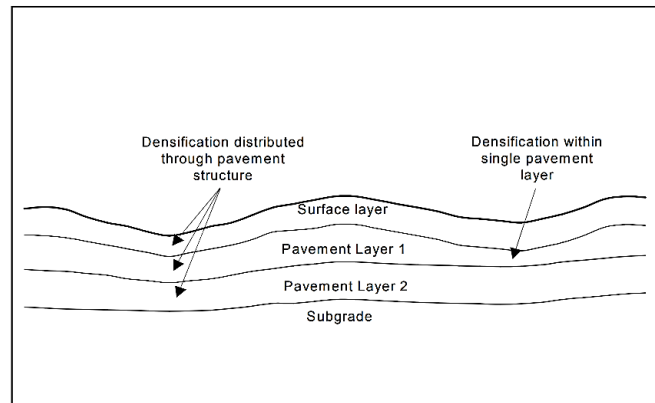 Densification distributed
through pavement
structure
Densification within
single pavement
layer
Surface layer
Pavement Layer 1
Pavement Layer 2
Subgrade